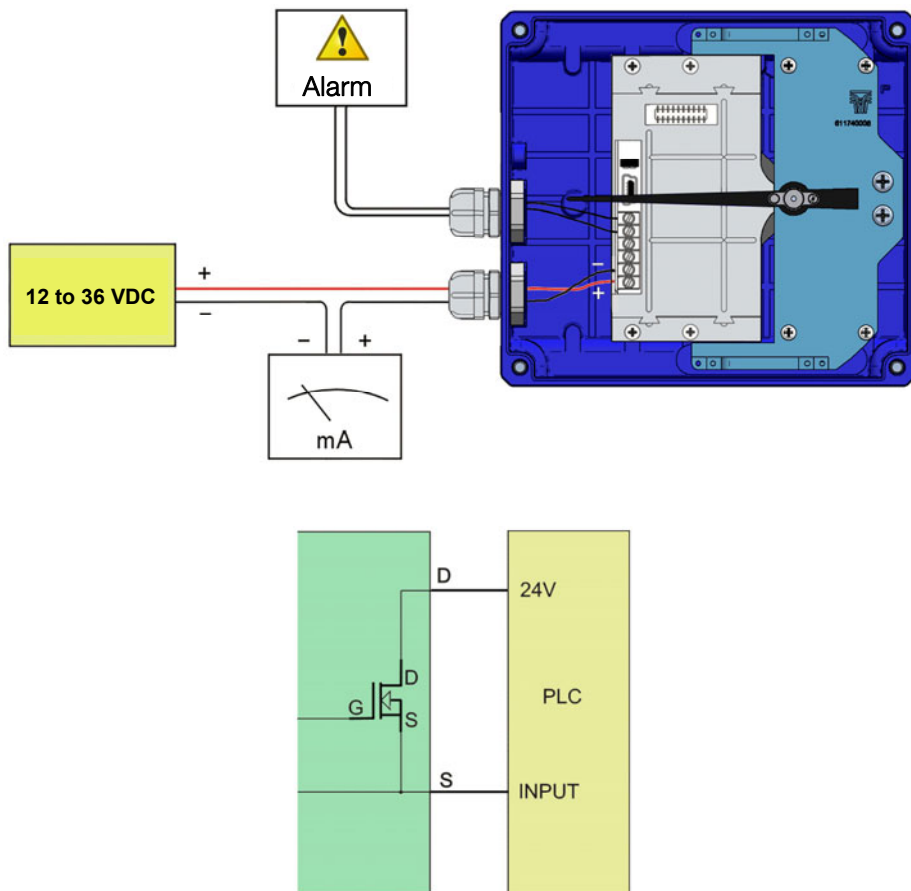 Alarm
611740008
12 to 36 VDC
+
−
− +
mA
−
+
D
24V
D
G
S
PLC
S
INPUT